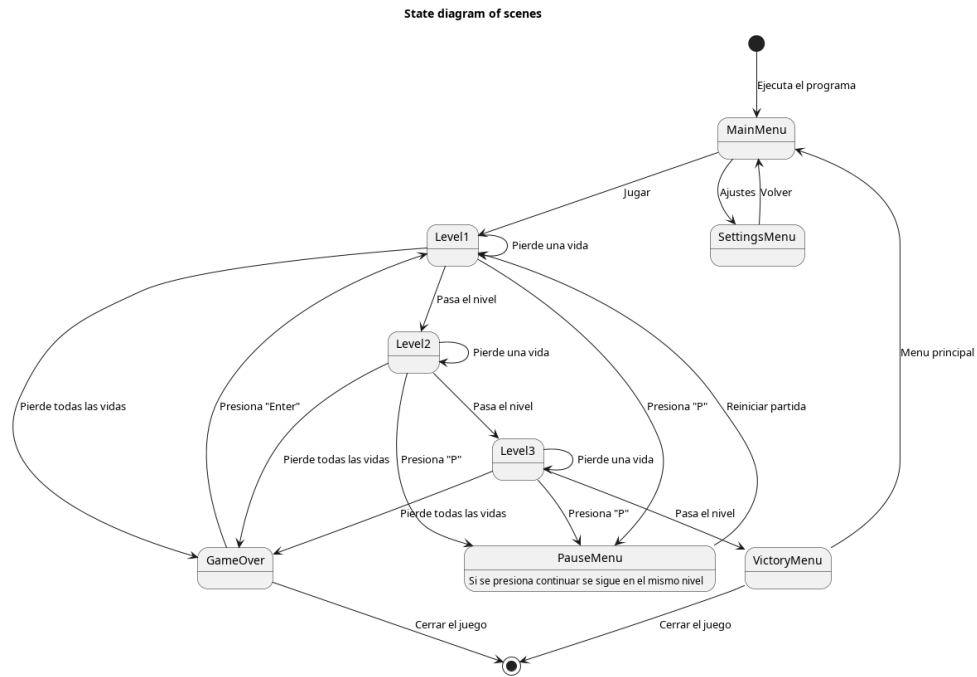 State diagram of scenes
Ejecuta el programa
MainMenu
Jugar
Ajustes
Volver
Level1
Pierde una vida
SettingsMenu
Pasa el nivel
Level2
Pierde una vida
Menu principal
Pierde todas las vidas
Presiona "Enter"
Pasa el nivel
Presiona "P"
Reiniciar partida
Level3
Pierde todas las vidas
Presiona "P"
Pierde una vida
Pierde todas las vidas
Presiona "P"
Pasa el nivel
GameOver
PauseMenu
Si se presiona continuar se sigue en el mismo nivel
VictoryMenu
Cerrar el juego
Cerrar el juego